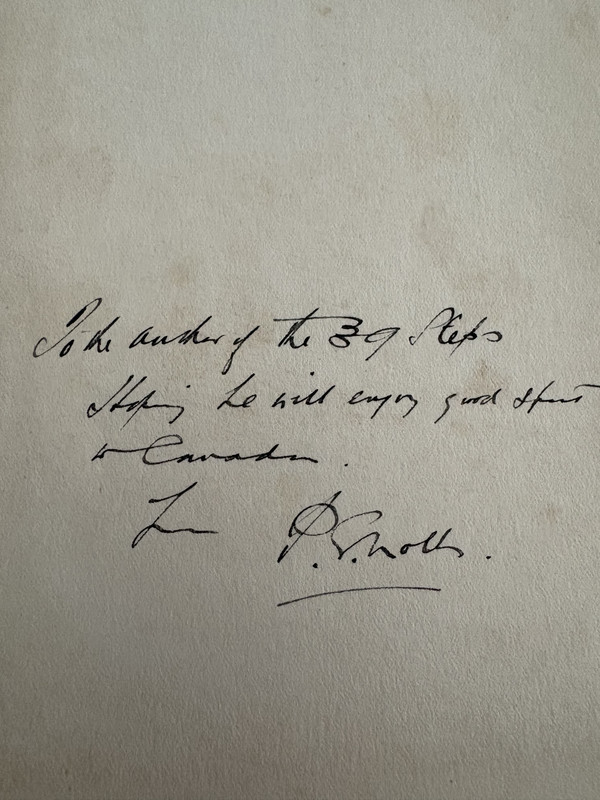 To the author of the 39 Steps
Hoping he will enjoy good sport
in Canada.
From